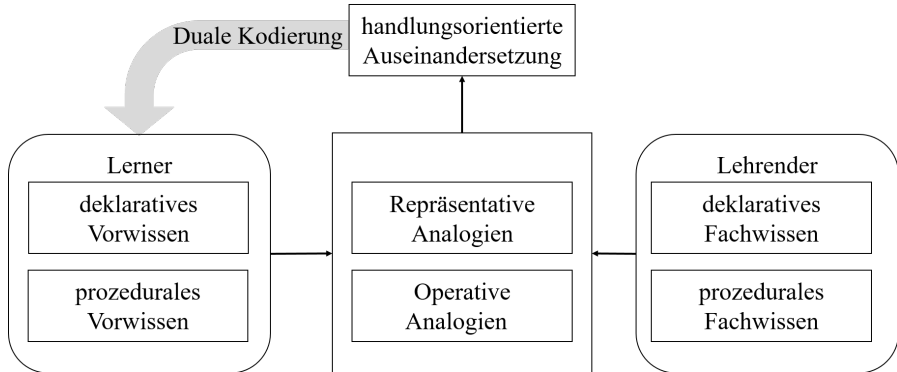 Duale Kodierung
handlungsorientierte
Auseinandersetzung
Lerner
deklaratives
Vorwissen
prozedurales
Vorwissen
Repräsentative
Analogien
Operative
Analogien
Lehrender
deklaratives
Fachwissen
prozedurales
Fachwissen